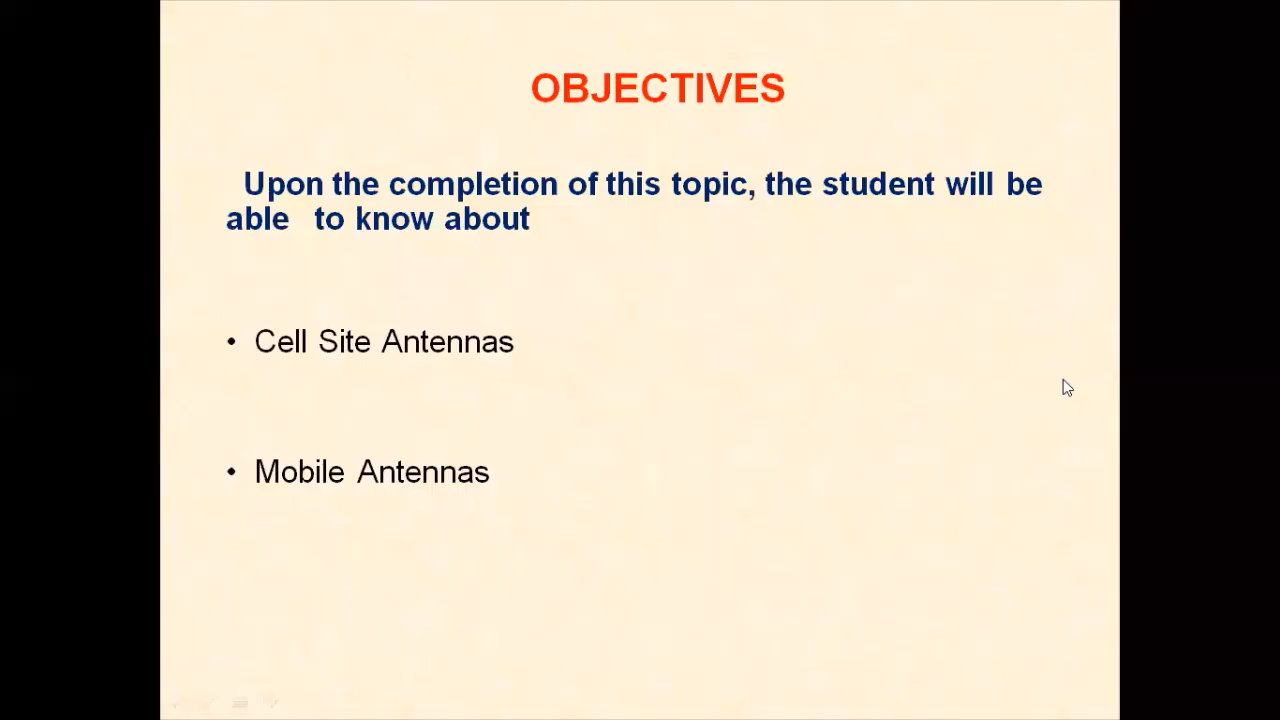 OBJECTIVES
Upon the completion of this topic, the student will be
able to know about
• Cell Site Antennas
• Mobile Antennas